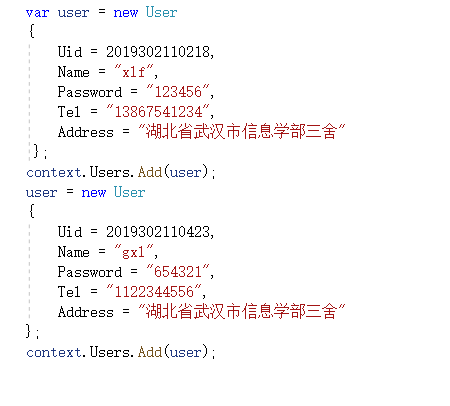 var user = new User
{
Uid = 2019302110218,
Name = "xlf",
Password = "123456",
Tel = "13867541234",
Address = "湖北省武汉市信息学部三舍"
};
context.Users.Add(user);
user = new User
{
Uid = 2019302110423,
Name = "gxl",
Password = "654321",
Tel = "1122344556",
Address = "湖北省武汉市信息学部三舍"
};
context.Users.Add(user);